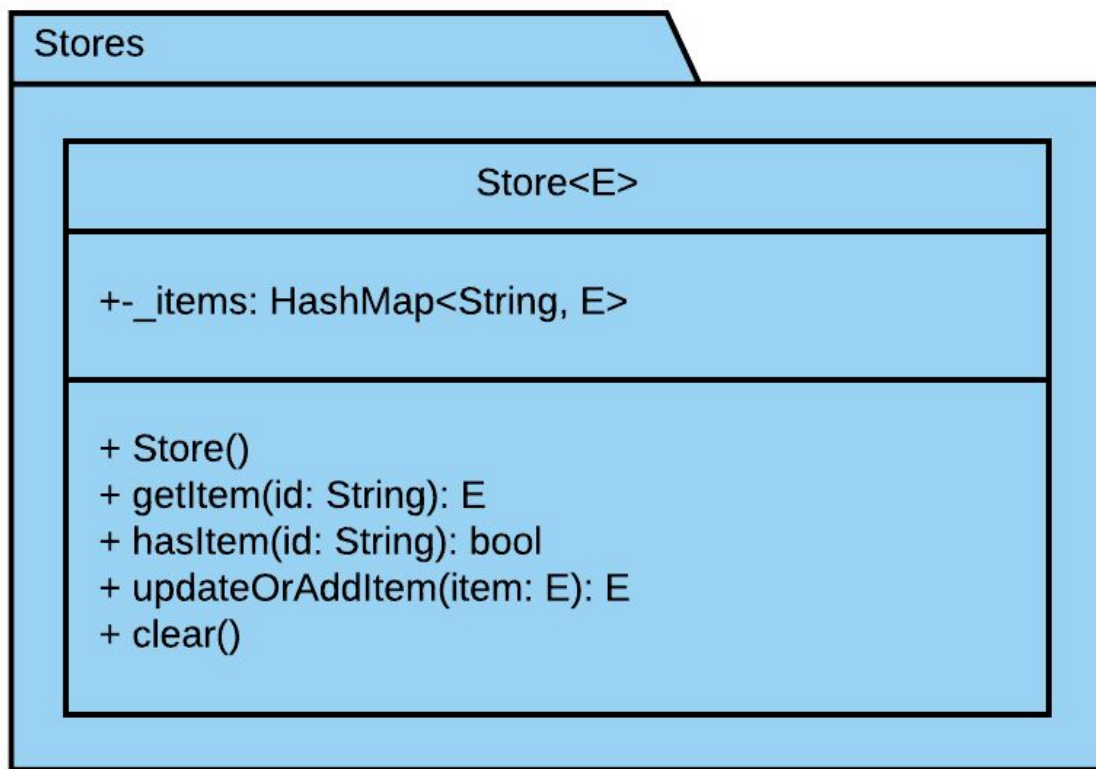 Stores
Store<E>
+-_items: HashMap<String, E>
+ Store()
+ getItem(id: String): E
+ hasItem(id: String): bool
+ updateOrAddItem(item: E): E
+ clear()